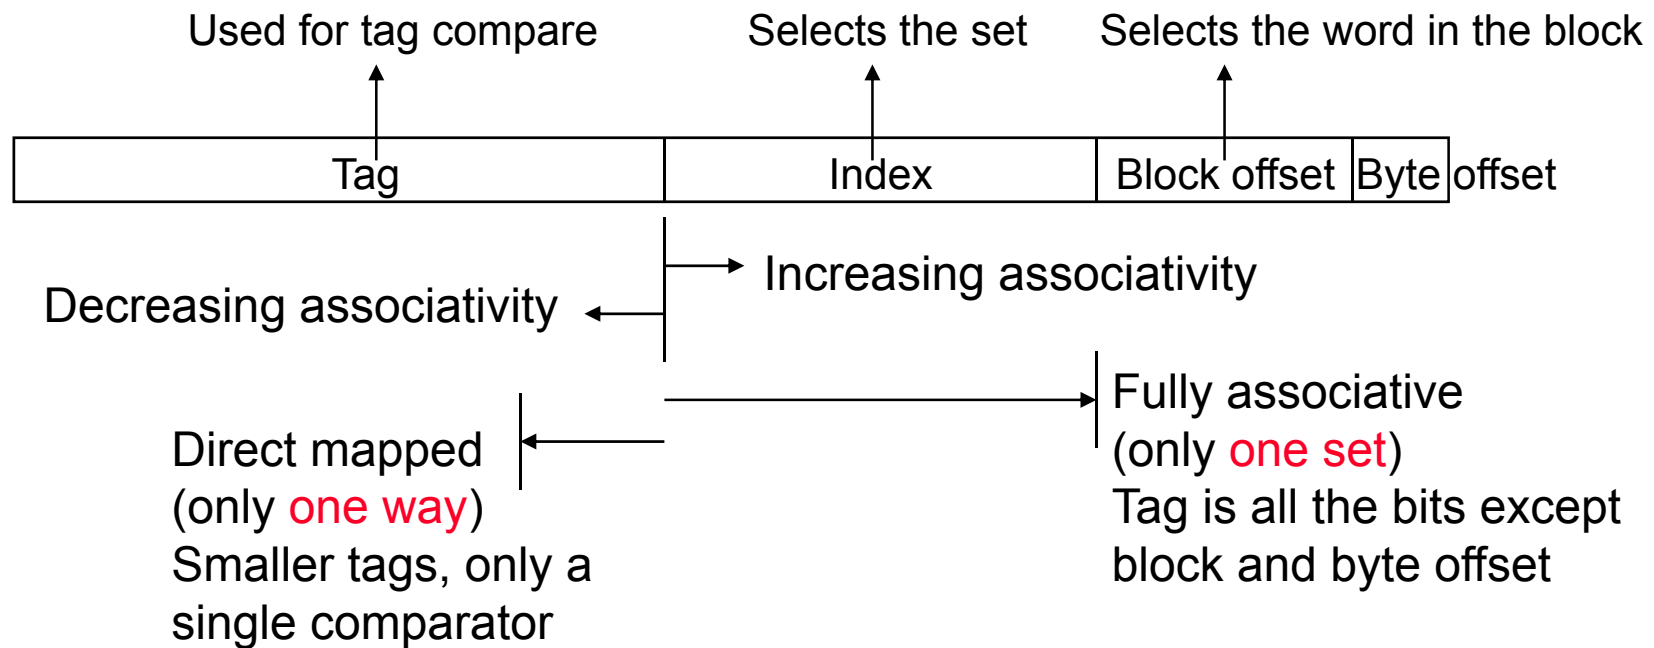 Used for tag compare
Selects the set
Selects the word in the block
Tag
Index
Block offset
Byte offset
Increasing associativity
Decreasing associativity
Fully associative
(only one set)
Tag is all the bits except
block and byte offset
Direct mapped
(only one way)
Smaller tags, only a
single comparator